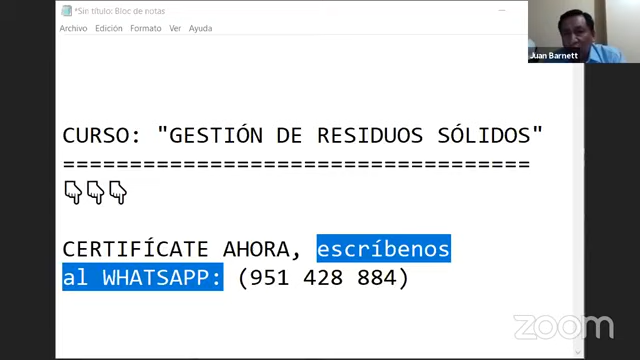 *Sin título: Bloc de notas
Archivo Edición Formato Ver Ayuda
Juan Barnett
CURSO: "GESTIÓN DE RESIDUOS SÓLIDOS"
===================================
👇👇👇
CERTIFÍCATE AHORA, escríbenos
al WHATSAPP: (951 428 884)
zoom